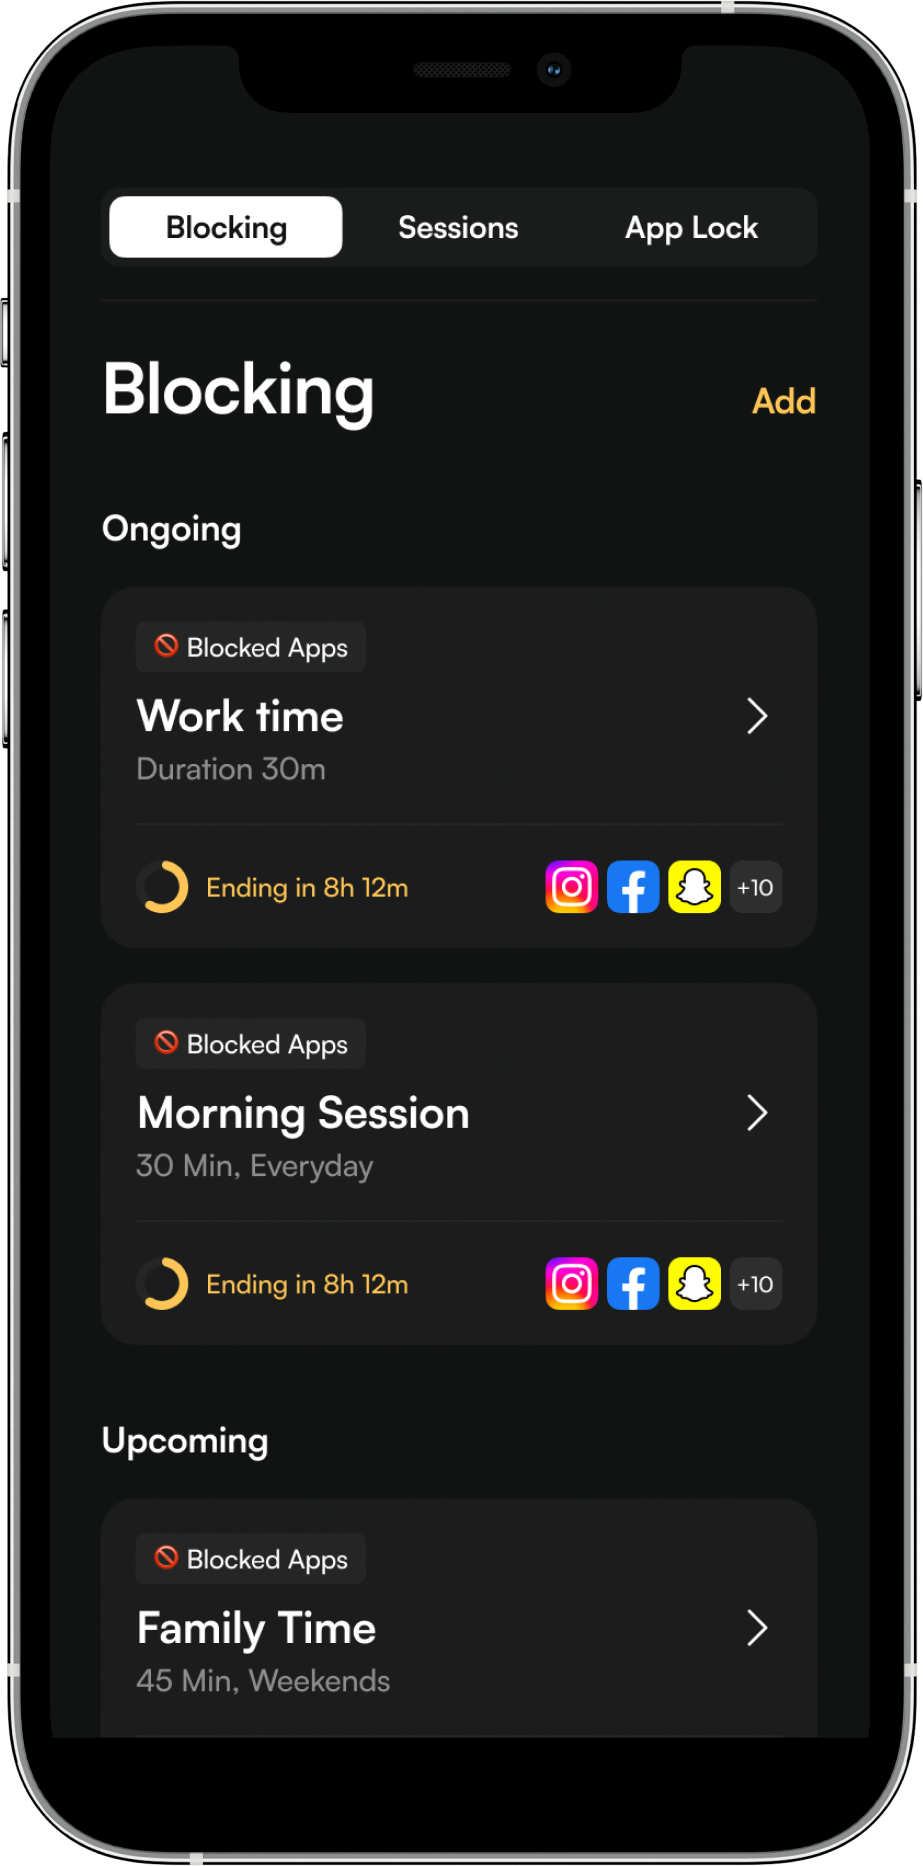 Blocking Sessions App Lock
Blocking Add
Ongoing
Blocked Apps
Work time
Duration 30m
Ending in 8h 12m +10
Blocked Apps
Morning Session
30 Min, Everyday
Ending in 8h 12m +10
Upcoming
Blocked Apps
Family Time
45 Min, Weekends